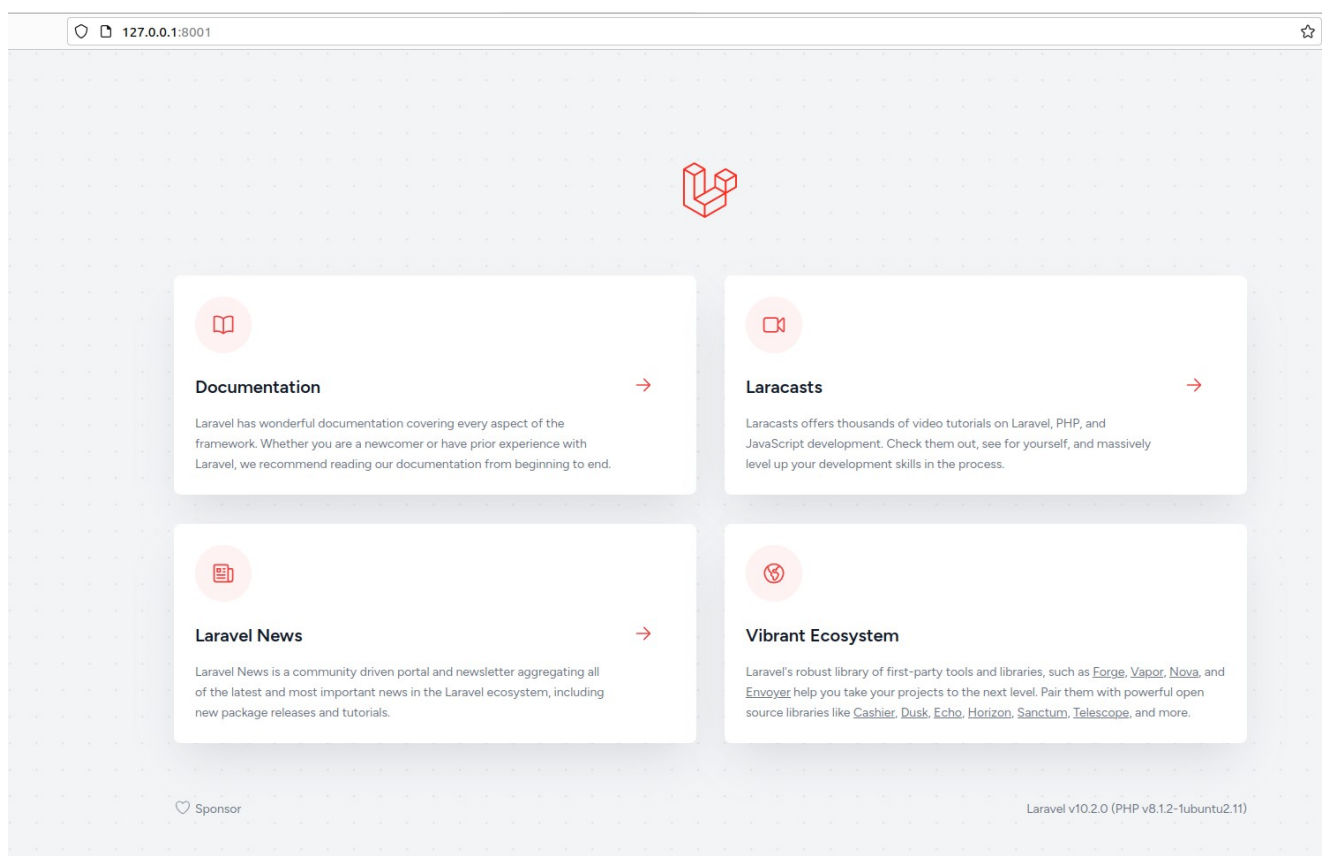 127.0.0.1:8001
Documentation
Laravel has wonderful documentation covering every aspect of the
framework. Whether you are a newcomer or have prior experience with
Laravel, we recommend reading our documentation from beginning to end.
Laracasts
Laracasts offers thousands of video tutorials on Laravel, PHP, and
JavaScript development. Check them out, see for yourself, and massively
level up your development skills in the process.
Laravel News
Laravel News is a community driven portal and newsletter aggregating all
of the latest and most important news in the Laravel ecosystem, including
new package releases and tutorials.
Vibrant Ecosystem
Laravel's robust library of first-party tools and libraries, such as Forge, Vapor, Nova, and
Envoyer help you take your projects to the next level. Pair them with powerful open
source libraries like Cashier, Dusk, Echo, Horizon, Sanctum, Telescope, and more.
Sponsor
Laravel v10.2.0 (PHP v8.1.2-1ubuntu2.11)